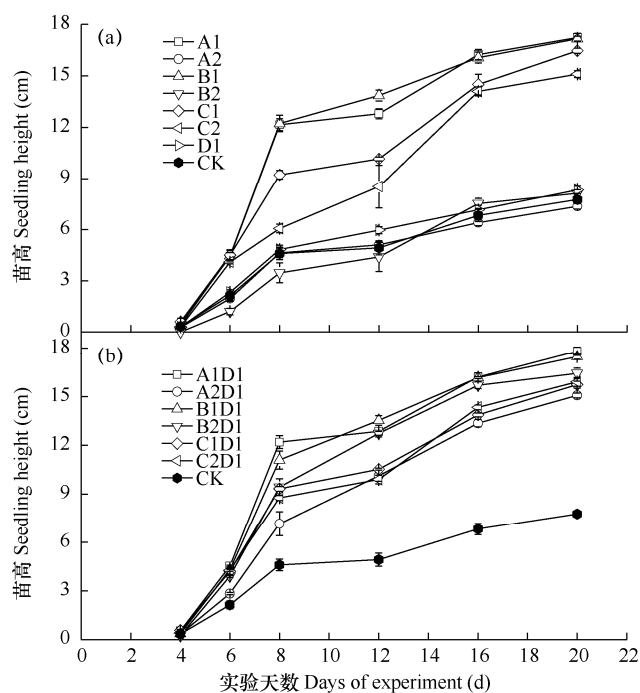 (a)
A1
A2
B1
B2
C1
C2
D1
CK
18
15
12
9
6
3
0
苗高 Seedling height (cm)
(b)
A1D1
A2D1
B1D1
B2D1
C1D1
C2D1
CK
18
15
12
9
6
3
0
苗高 Seedling height (cm)
0 2 4 6 8 10 12 14 16 18 20 22
实验天数 Days of experiment (d)